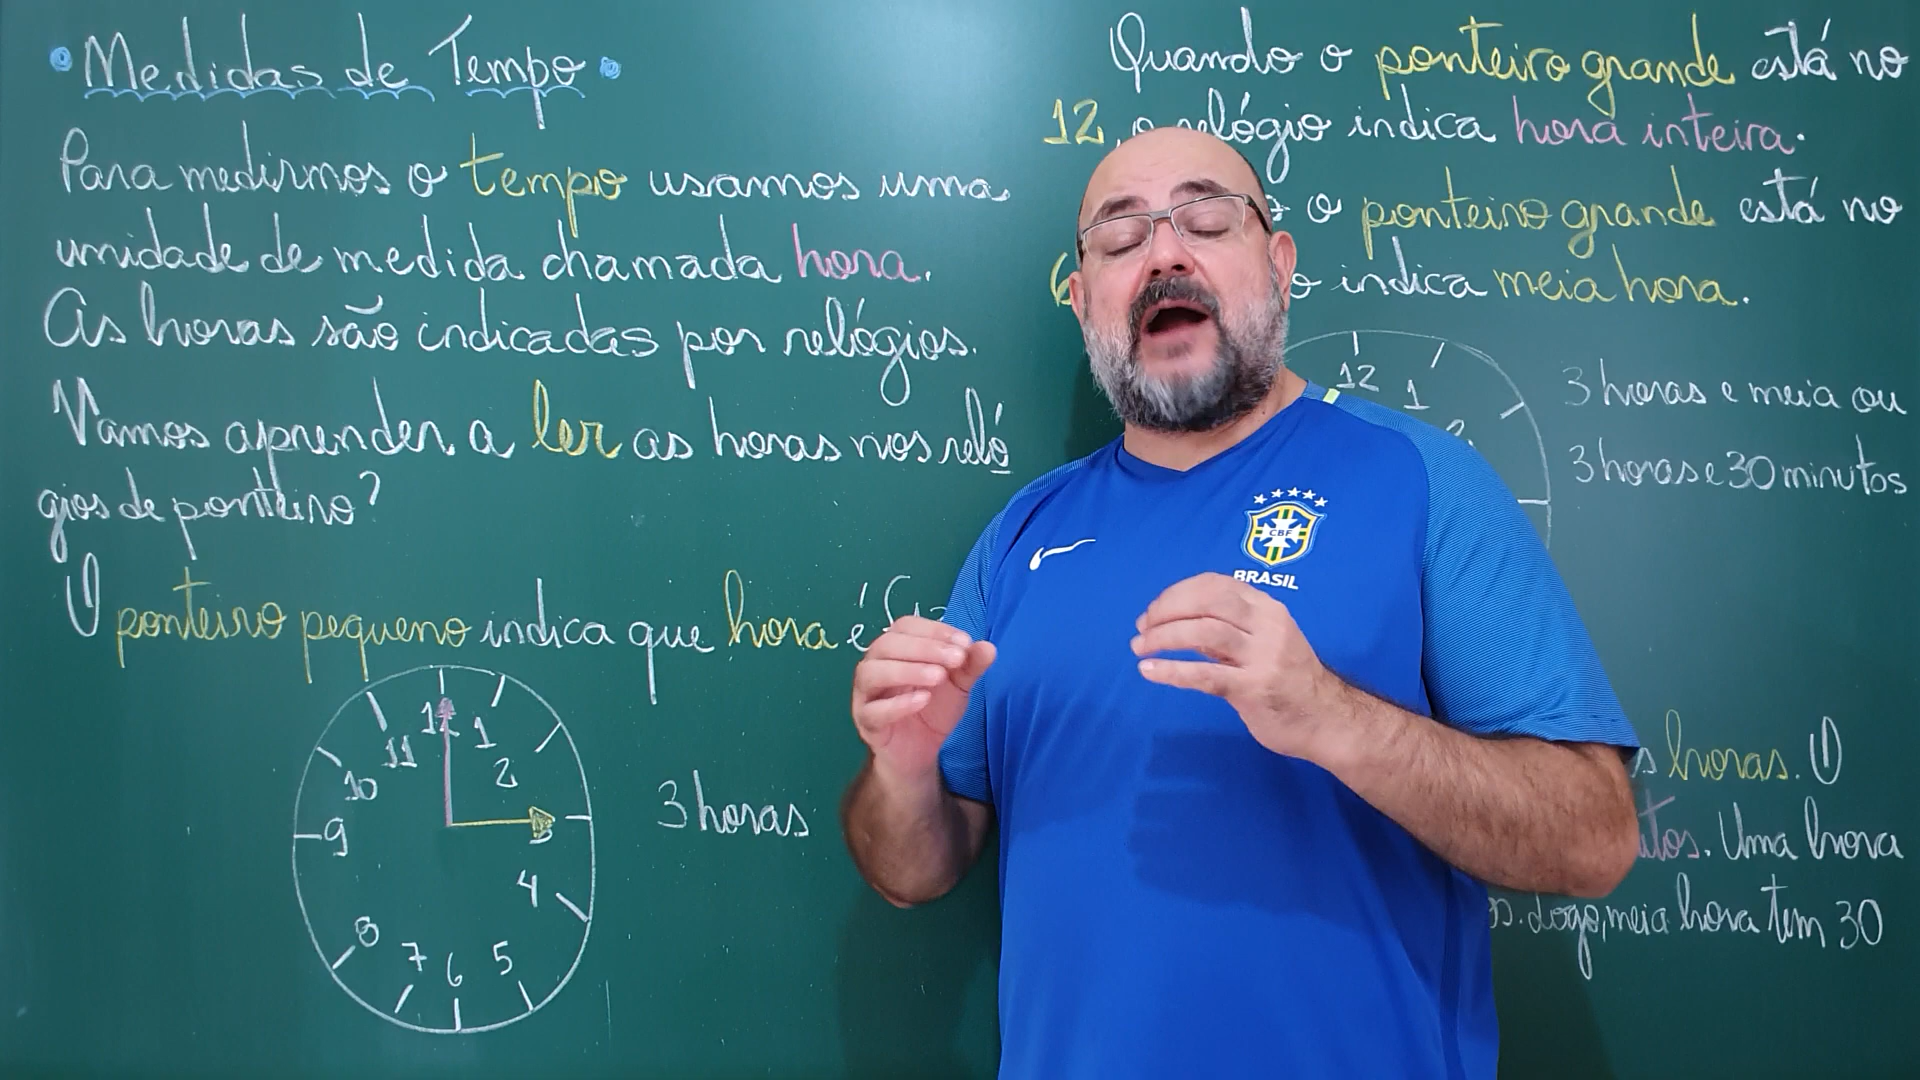 Medidas de Tempo
Para medirmos o tempo usamos uma
unidade de medida chamada hora.
As horas são indicadas por relógios.
Vamos aprender a ler as horas nos reló
gios de ponteiro?
O ponteiro pequeno indica que hora é
12
11 1
10 2
9 3
8 4
7 6 5
3 horas
Quando o ponteiro grande está no
12, o relógio indica hora inteira.
o ponteiro grande está no
6 indica meia hora.
12 1
3 horas e meia ou
3 horas e 30 minutos
CBF
BRASIL
horas. O
Uma hora
Logo, meia hora tem 30